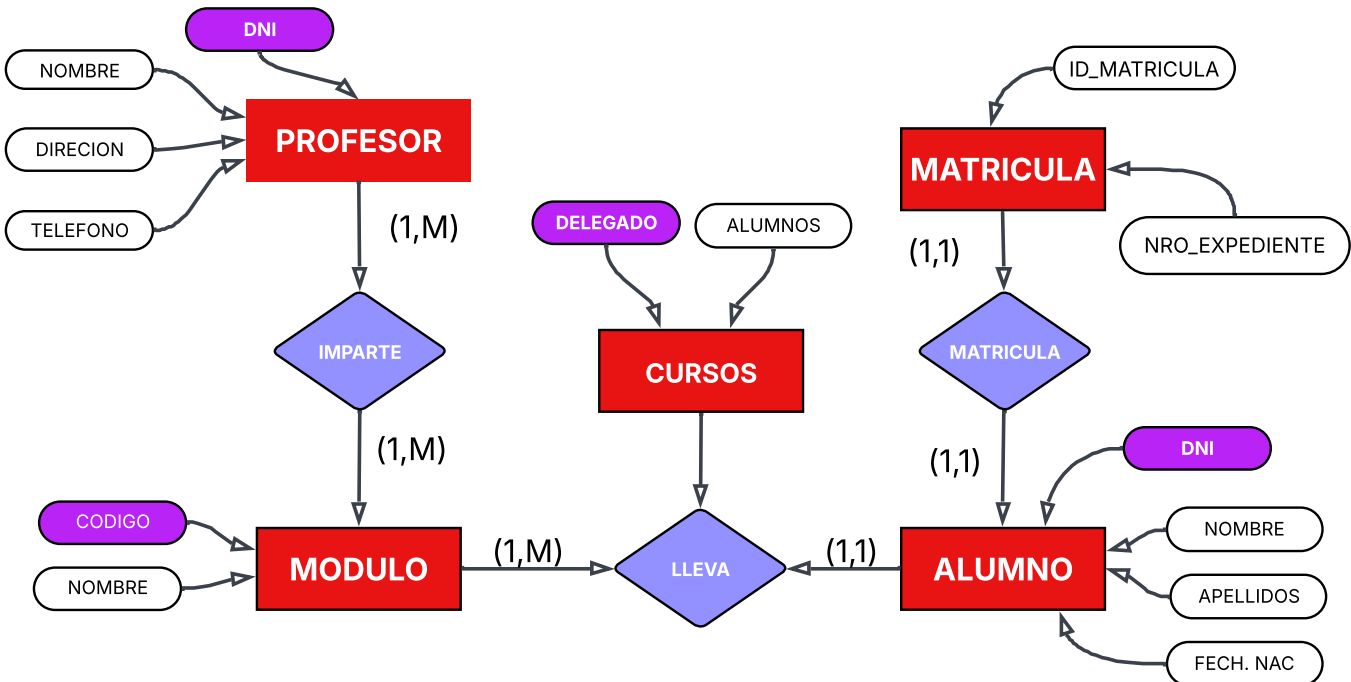 DNI
NOMBRE
DIRECION
TELEFONO
PROFESOR
(1,M)
IMPARTE
(1,M)
CODIGO
NOMBRE
MODULO
(1,M)
DELEGADO
ALUMNOS
CURSOS
LLEVA
(1,1)
ID_MATRICULA
MATRICULA
NRO_EXPEDIENTE
(1,1)
MATRICULA
(1,1)
DNI
ALUMNO
NOMBRE
APELLIDOS
FECH. NAC